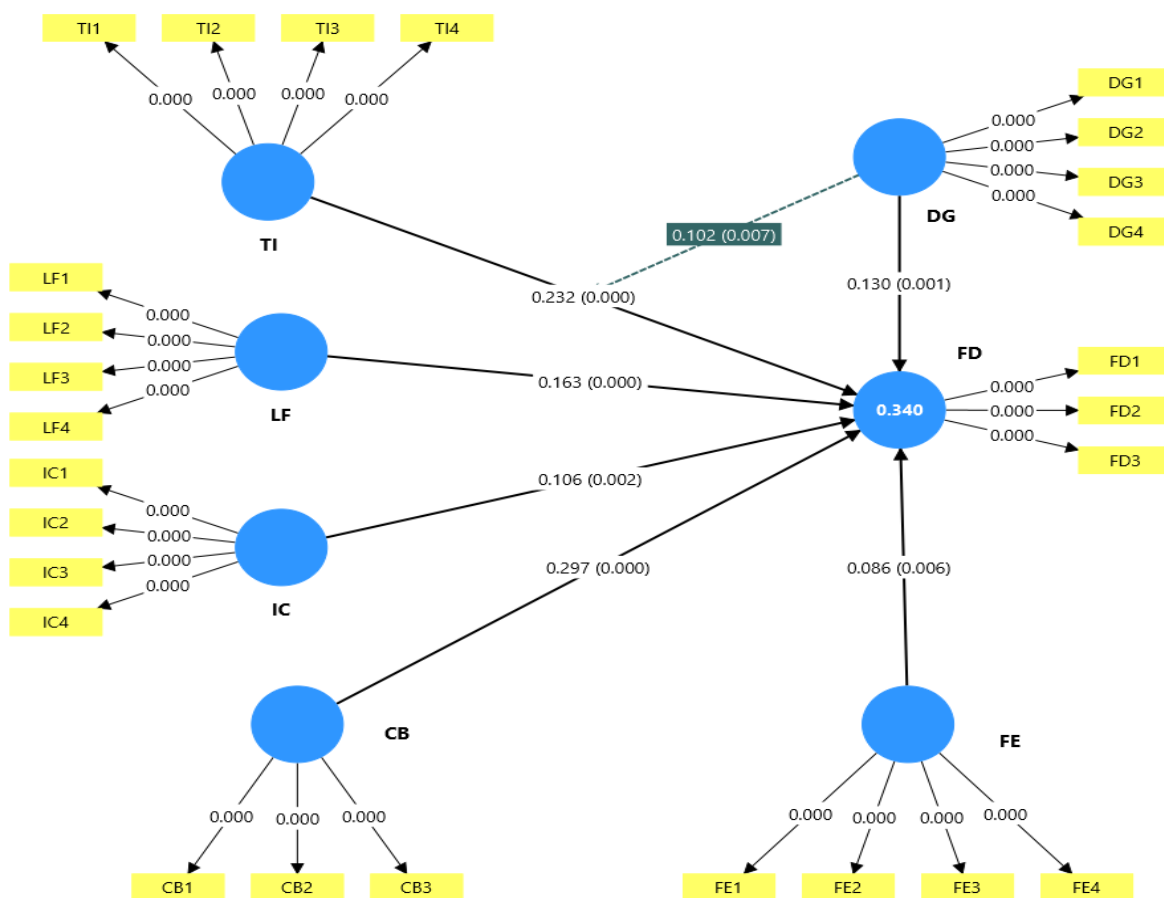 TI1 TI2 TI3 TI4
0.000 0.000 0.000 0.000
TI
DG1
DG2
DG3
DG4
0.000
0.000
0.000
0.000
DG
0.102 (0.007)
0.232 (0.000)
0.130 (0.001)
LF1
LF2
LF3
LF4
0.000
0.000
0.000
0.000
LF
0.163 (0.000)
FD
0.340
0.000
0.000
0.000
FD1
FD2
FD3
IC1
IC2
IC3
IC4
0.000
0.000
0.000
0.000
IC
0.106 (0.002)
0.297 (0.000)
0.086 (0.006)
CB
0.000 0.000 0.000
CB1 CB2 CB3
FE
0.000 0.000 0.000 0.000
FE1 FE2 FE3 FE4